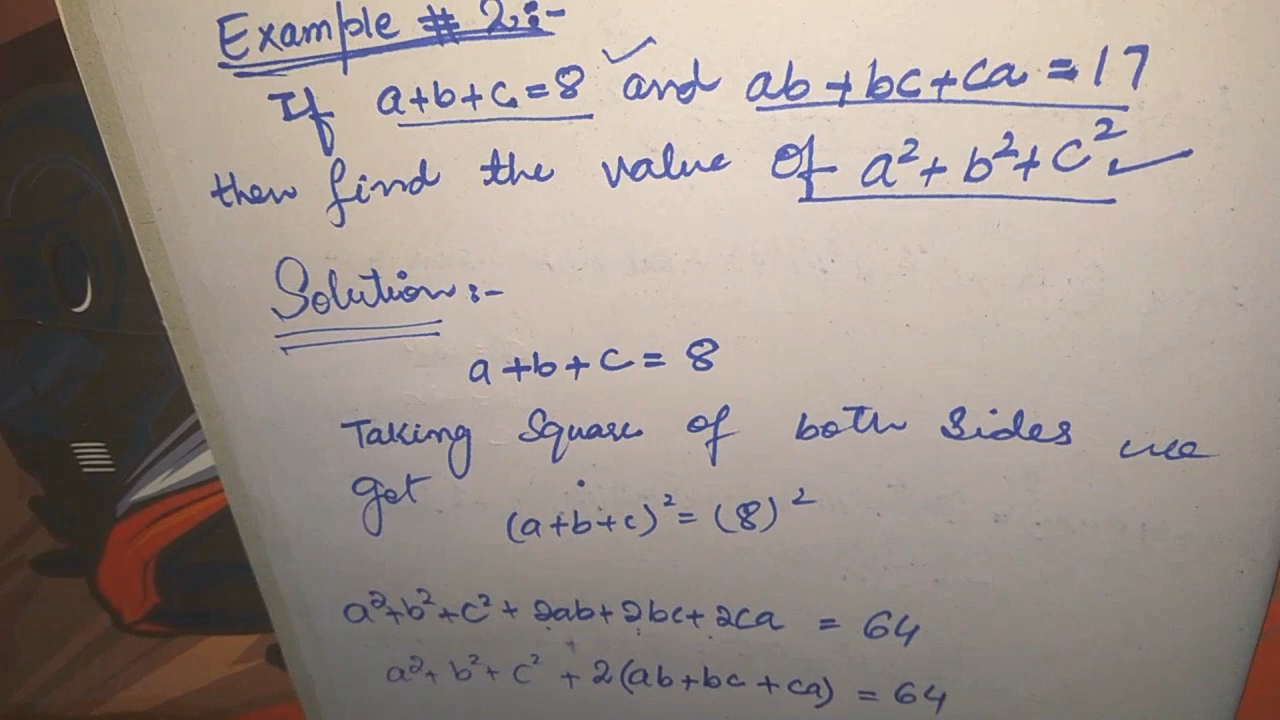 Example # 2:-
If a+b+c=8 and ab+bc+ca=17
then find the value of a²+b²+c²
Solution:-
a+b+c=8
Taking Square of both Sides we
get
(a+b+c)²=(8)²
a²+b²+c²+2ab+2bc+2ca = 64
a²+b²+c²+2(ab+bc+ca) = 64